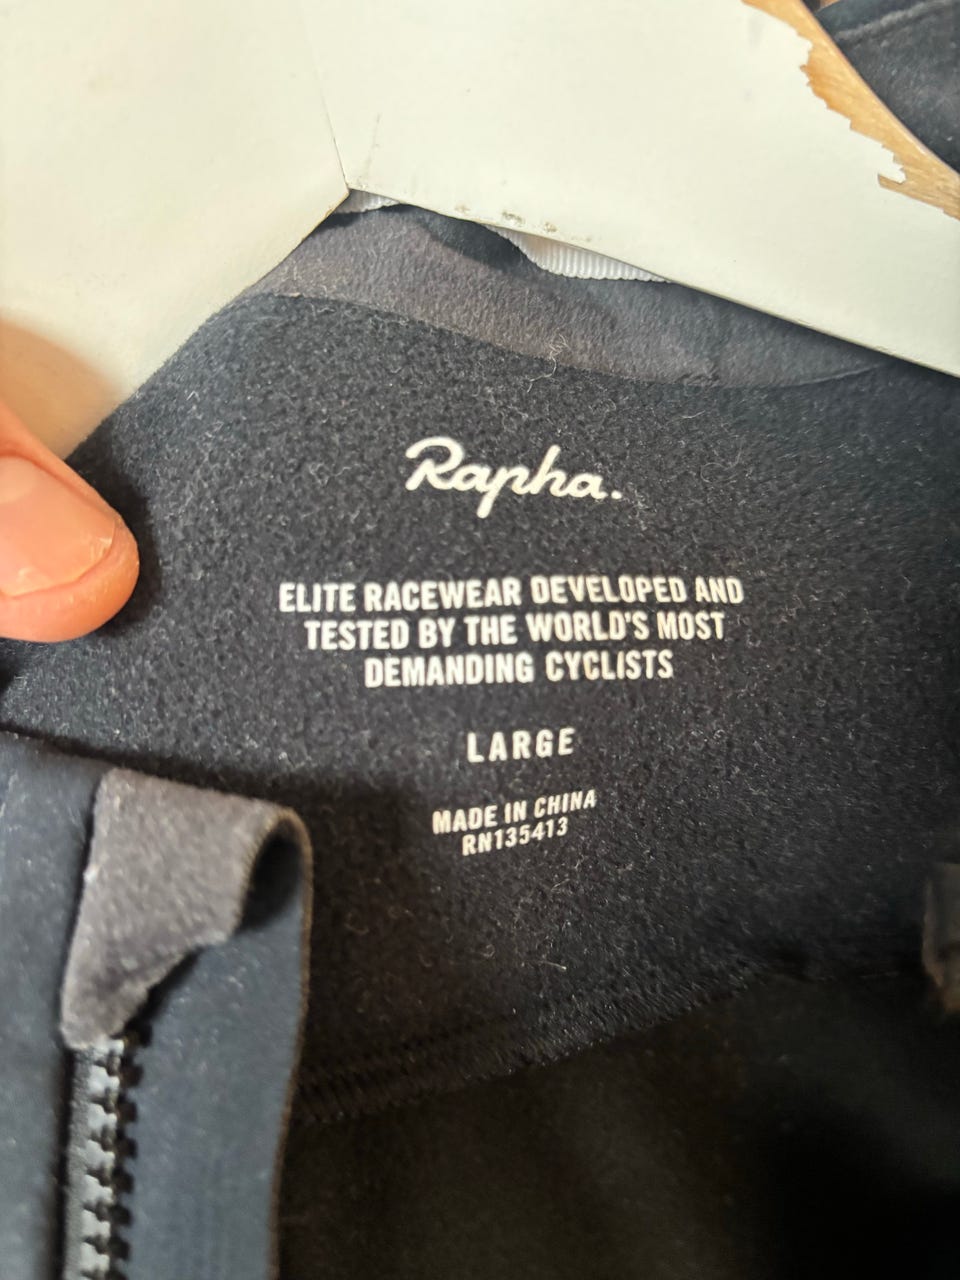 Rapha.
ELITE RACEWEAR DEVELOPED AND
TESTED BY THE WORLD'S MOST
DEMANDING CYCLISTS
LARGE
MADE IN CHINA
RN135413